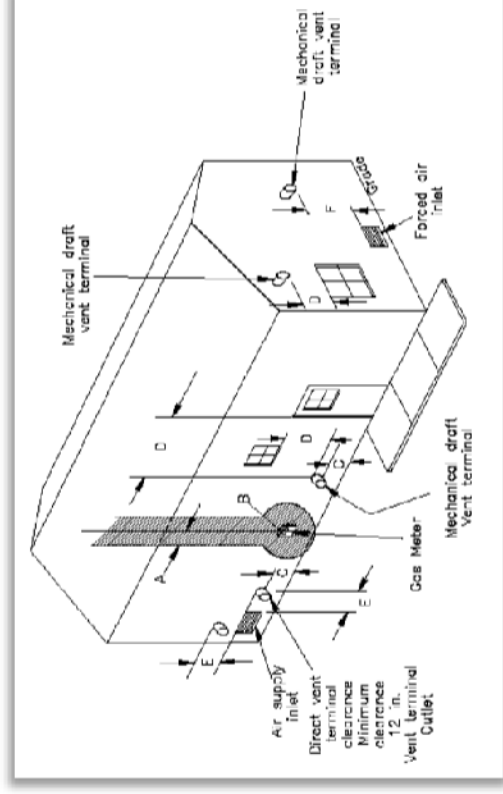 Mechanical
draft vent
terminal
Mechanical draft
vent terminal
Grade
F
Forced air
inlet
D
D
D
C
Mechanical draft
Vent terminal
B
A
Gas Meter
C
E
E
Air supply
inlet
Direct vent
terminal
clearance
Minimum
clearance
12 in.
Vent terminal
Outlet